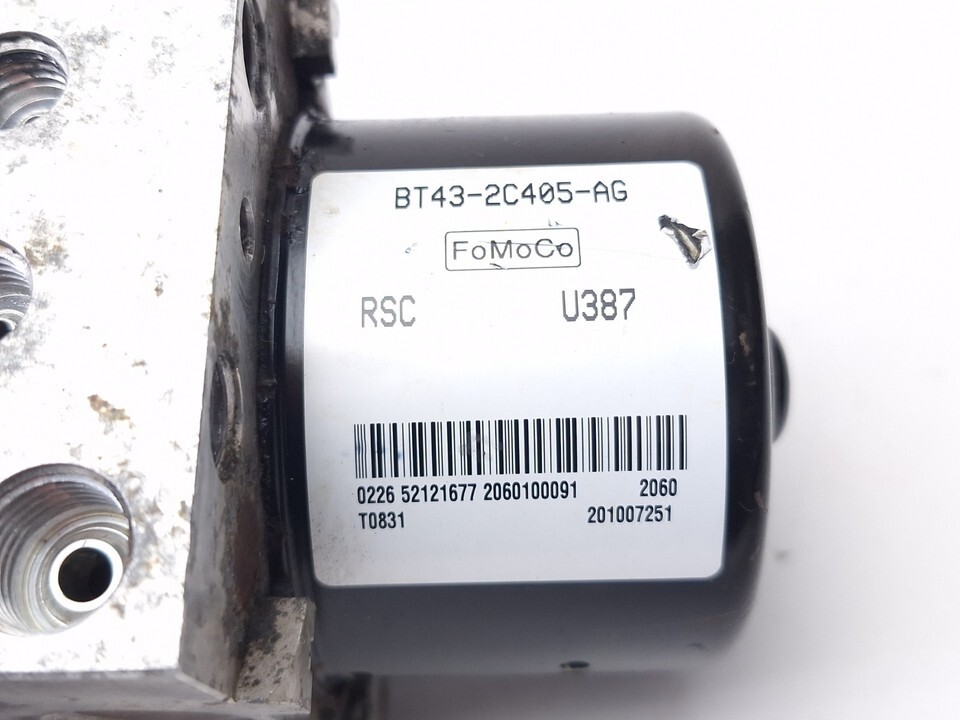 BT43-2C405-AG
FoMoCo
RSC U387
0226 52121677 2060100091 2060
T0831 201007251